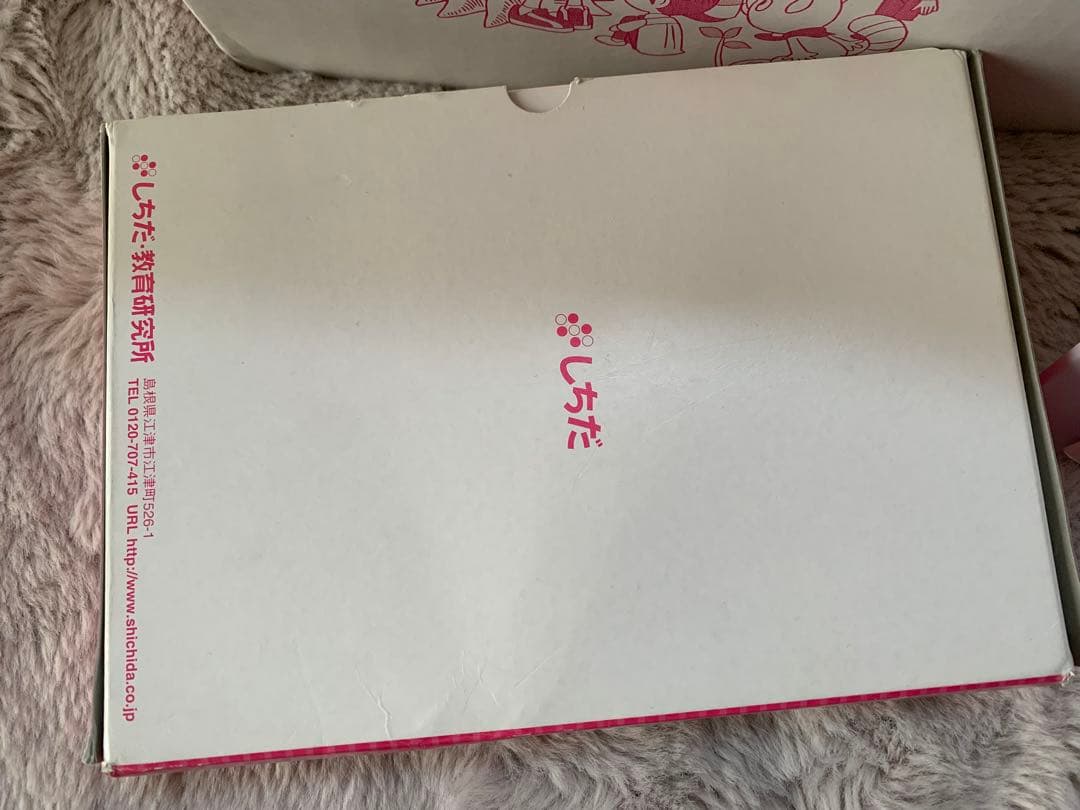 しちだ
しちだ・教育研究所
島根県江津市江津町526-1
TEL 0120-707-415 URL http://www.shichida.co.jp